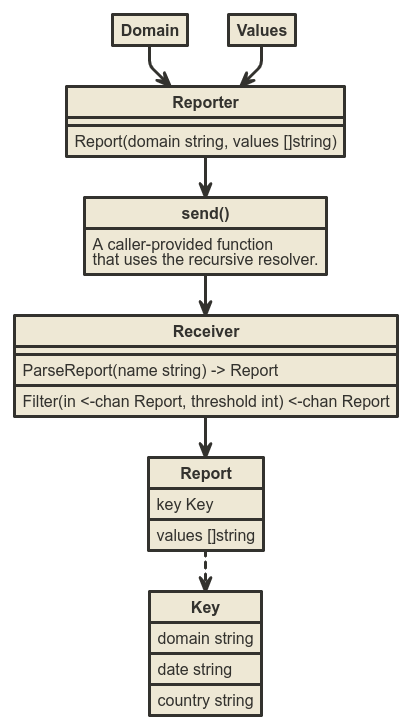 Domain
Values
Reporter
Report(domain string, values []string)
send()
A caller-provided function
that uses the recursive resolver.
Receiver
ParseReport(name string) -> Report
Filter(in <-chan Report, threshold int) <-chan Report
Report
key Key
values []string
Key
domain string
date string
country string